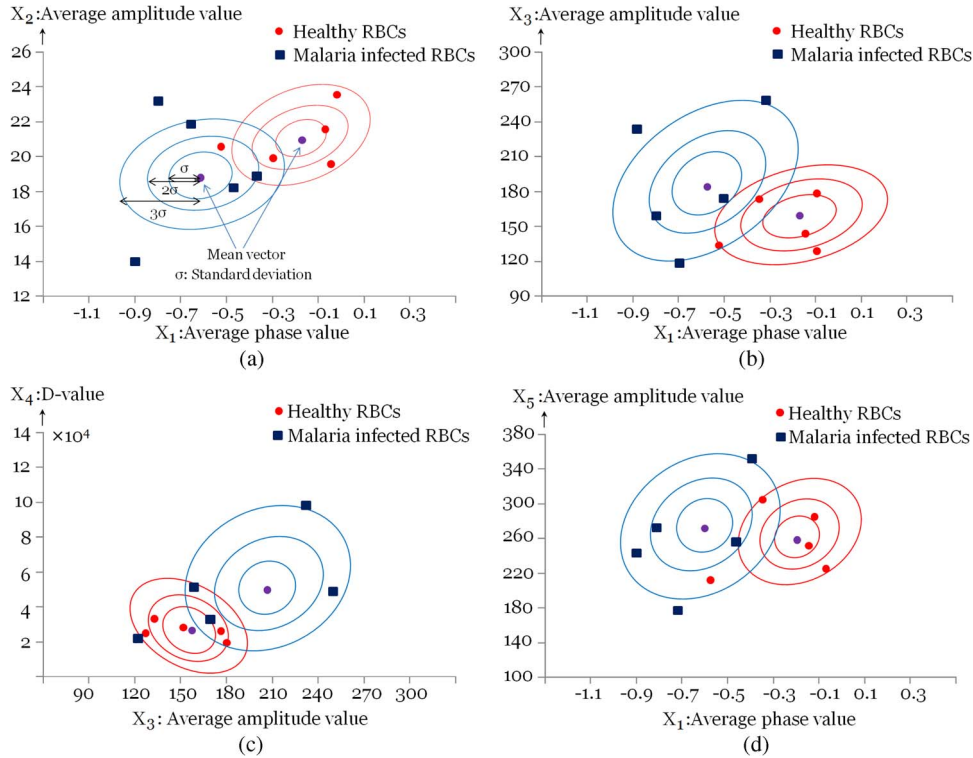 X₂:Average amplitude value
Healthy RBCs
Malaria infected RBCs
26
24
22
20
18
16
14
12
σ
2σ
3σ
Mean vector
σ: Standard deviation
-1.1 -0.9 -0.7 -0.5 -0.3 -0.1 0.1 0.3
X₁:Average phase value
(a)
X₃:Average amplitude value
Healthy RBCs
Malaria infected RBCs
300
270
240
210
180
150
120
90
-1.1 -0.9 -0.7 -0.5 -0.3 -0.1 0.1 0.3
X₁:Average phase value
(b)
X₄:D-value
Healthy RBCs
Malaria infected RBCs
×10⁴
14
12
10
8
6
4
2
90 120 150 180 210 240 270 300
X₃: Average amplitude value
(c)
X₅:Average amplitude value
Healthy RBCs
Malaria infected RBCs
380
340
300
260
220
180
140
100
-1.1 -0.9 -0.7 -0.5 -0.3 -0.1 0.1 0.3
X₁:Average phase value
(d)